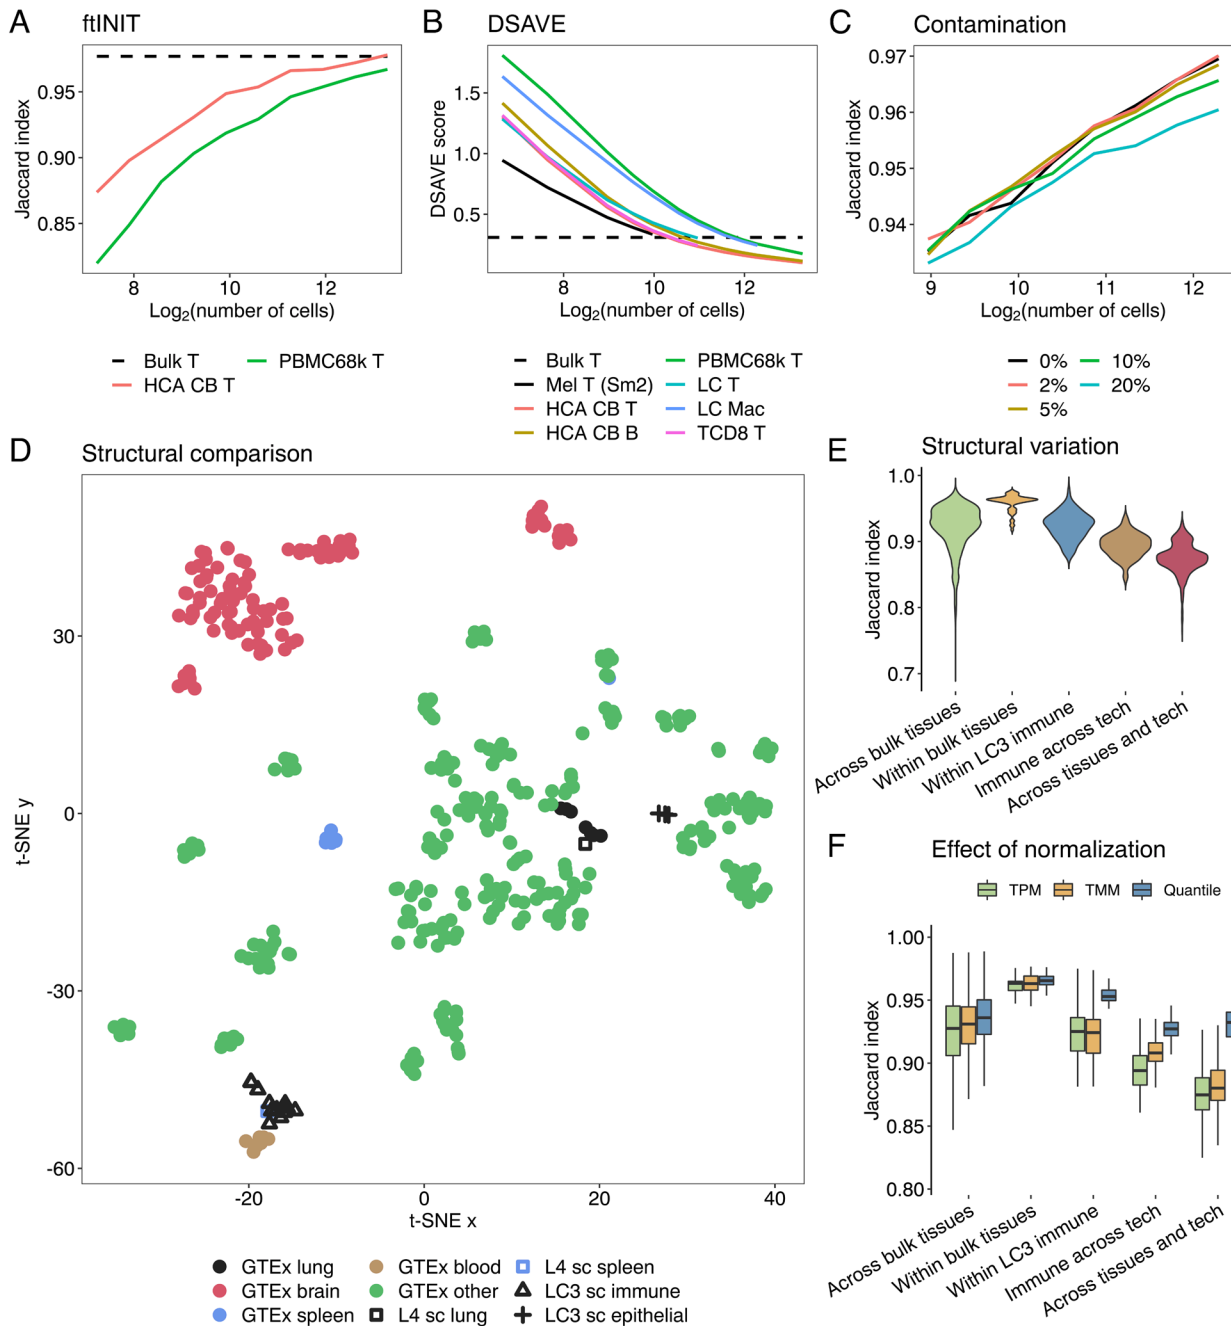 A
ftINIT
Jaccard index
0.95
0.90
0.85
8
10
12
Log2(number of cells)
Bulk T
PBMC68k T
HCA CB T
B
DSAVE
DSAVE score
1.5
1.0
0.5
8
10
12
Log2(number of cells)
Bulk T
PBMC68k T
Mel T (Sm2)
LC T
HCA CB T
LC Mac
HCA CB B
TCD8 T
C
Contamination
Jaccard index
0.97
0.96
0.95
0.94
9
10
11
12
Log2(number of cells)
0%
10%
2%
20%
5%
D
Structural comparison
t-SNE y
30
0
-30
-60
-20
0
20
40
t-SNE x
GTEx lung
GTEx blood
L4 sc spleen
GTEx brain
GTEx other
LC3 sc immune
GTEx spleen
L4 sc lung
LC3 sc epithelial
E
Structural variation
Jaccard index
1.0
0.9
0.8
0.7
Across bulk tissues
Within bulk tissues
Within LC3 immune
Immune across tech
Across tissues and tech
F
Effect of normalization
TPM
TMM
Quantile
Jaccard index
1.00
0.95
0.90
0.85
0.80
Across bulk tissues
Within bulk tissues
Within LC3 immune
Immune across tech
Across tissues and tech